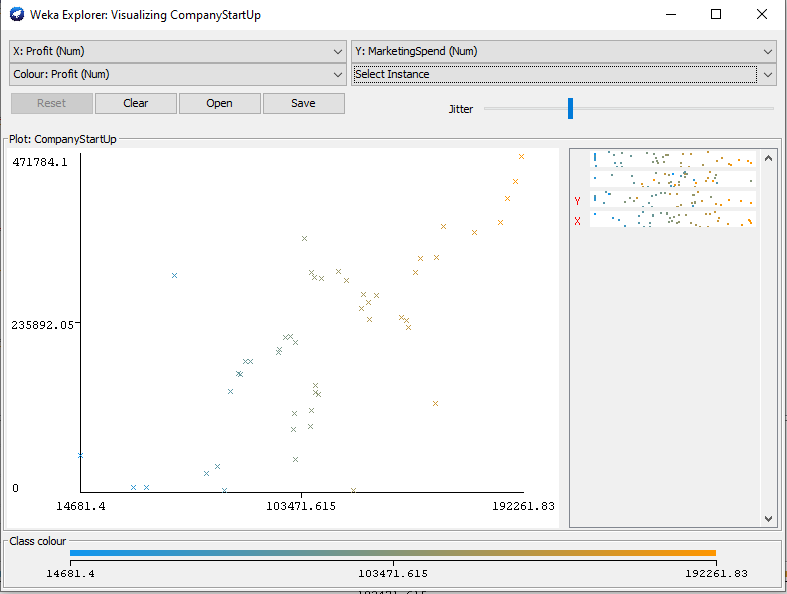 Weka Explorer: Visualizing CompanyStartUp
X: Profit (Num) Y: MarketingSpend (Num)
Colour: Profit (Num) Select Instance
Reset Clear Open Save Jitter
Plot: CompanyStartUp
471784.1
235892.05
0
14681.4 103471.615 192261.83
Y
X
Class colour
14681.4 103471.615 192261.83